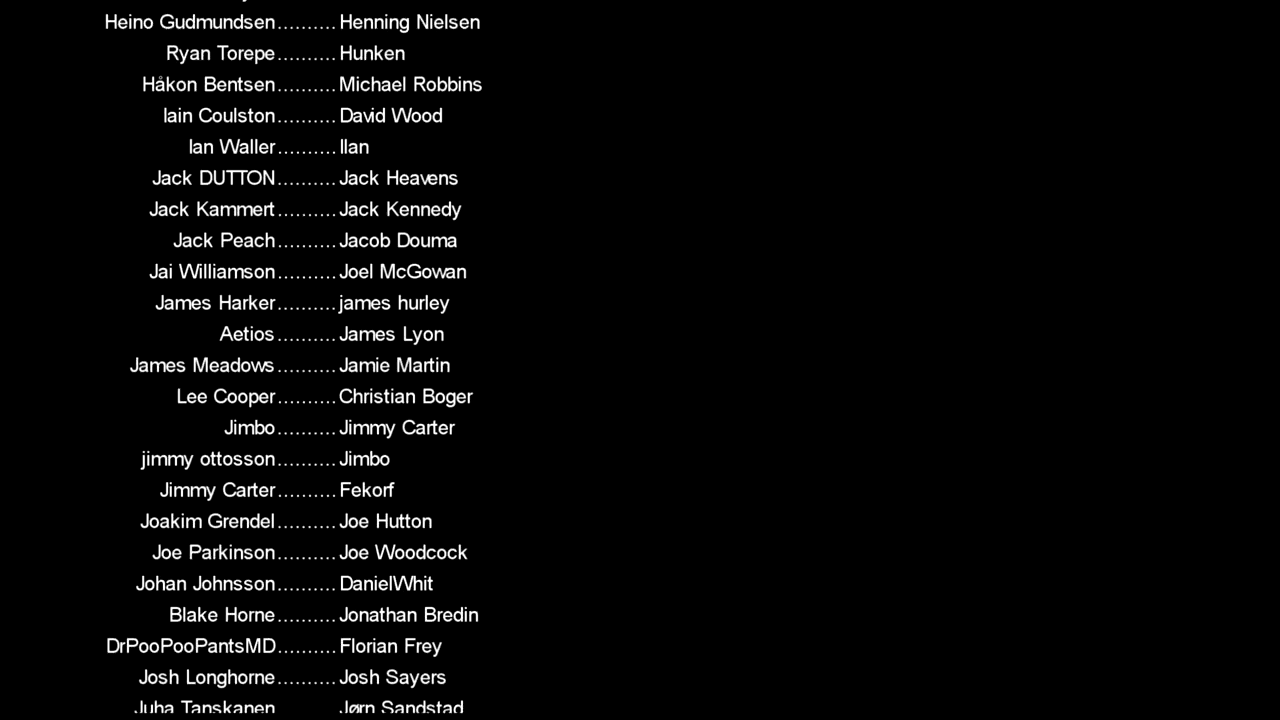 Heino Gudmundsen..........Henning Nielsen
Ryan Torepe..........Hunken
Håkon Bentsen..........Michael Robbins
Iain Coulston..........David Wood
Ian Waller..........Ilan
Jack DUTTON..........Jack Heavens
Jack Kammert..........Jack Kennedy
Jack Peach..........Jacob Douma
Jai Williamson..........Joel McGowan
James Harker..........james hurley
Aetios..........James Lyon
James Meadows..........Jamie Martin
Lee Cooper..........Christian Boger
Jimbo..........Jimmy Carter
jimmy ottosson..........Jimbo
Jimmy Carter..........Fekorf
Joakim Grendel..........Joe Hutton
Joe Parkinson..........Joe Woodcock
Johan Johnsson..........DanielWhit
Blake Horne..........Jonathan Bredin
DrPooPooPantsMD..........Florian Frey
Josh Longhorne..........Josh Sayers
Juha Tanskanen Jørn Sandstad